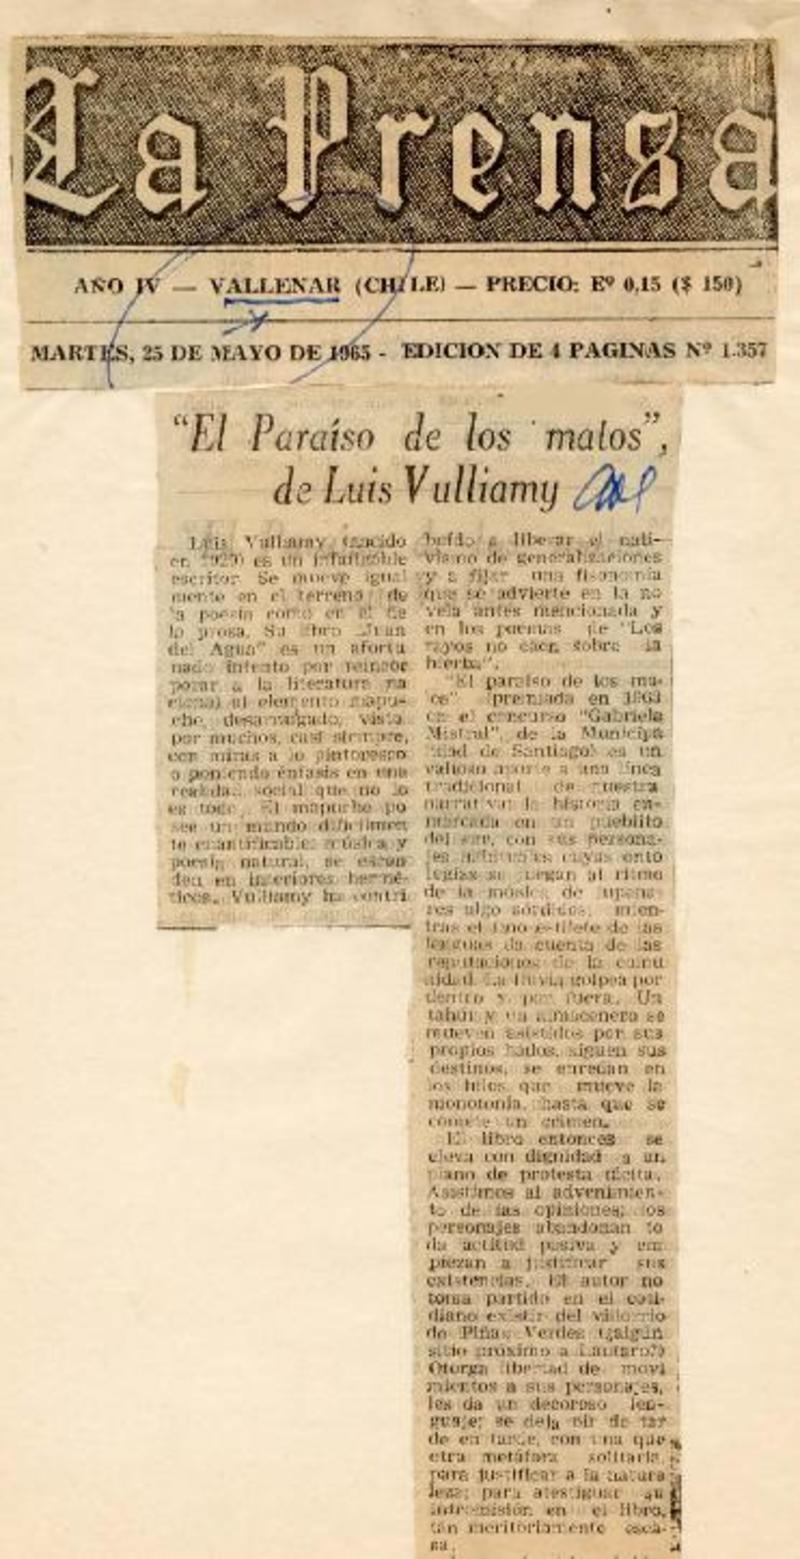 La Prensa
AÑO IV — VALLENAR (CHILE) — PRECIO: Eº 0,15 ($ 150)
MARTES, 25 DE MAYO DE 1965 - EDICION DE 4 PAGINAS Nº 1.357
"El Paraíso de los malos",
de Luis Vulliamy
Luis Vulliamy, nacido
en es un infatigable
escritor. Se mueve igual
mente en el terreno de
la poesía como en el de
la prosa. Su libro "Juan
del Agua" es un afortu
nado intento por reincor
porar a la literatura na
cional al elemento mapu-
che, desarraigado, visto
por muchos, casi siempre,
con miras a lo pintoresco
o poniendo énfasis en una
realidad social que no lo
es todo. El mapuche po
see un mundo difícilmen
te cuantificable: música y
poesía natural, se escon
den en interiores hermé-
ticos. Vulliamy ha contri
buido a liberar el nati-
vismo de generalizaciones
y a fijar una fisonomía
que se advierte en la no
vela antes mencionada y
en los poemas de "Los
rayos no caen sobre la
hierba".
"El paraíso de los ma-
los" (premiada en
en el concurso "Gabriela
Mistral", de la Municipa
lidad de Santiago) es un
valioso aporte a una línea
tradicional de nuestra
narrativa: la historia en-
marcada en un pueblito
del sur, con sus persona-
jes cuyas
se al ritmo
de la de
res algo sórdidos, mien-
tras el fino estilete de las
lenguas da cuenta de las
reputaciones de la comu
nidad. La lluvia golpea por
dentro y por fuera. Un
tahúr y un almacenero se
mueven asistidos por sus
propios hados, siguen sus
destinos, se enredan en
los hilos que mueve la
monotonía, hasta que se
comete un crimen.
El libro entonces se
eleva con dignidad a un
plano de protesta tácita.
Asistimos al advenimien-
to de las opiniones; los
personajes abandonan to
da actitud pasiva y em
piezan a justificar sus
existencias. El autor no
toma partido en el coti-
diano existir del villorrio
de Piñas Verdes (¿algún
sitio próximo a Lautaro?)
Otorga libertad de movi
mientos a sus personajes,
les da un decoroso len-
guaje; se deja oír de tar
de en tarde, con una que
otra metáfora solitaria,
para justificar a la natura
leza; para atestiguar su
intromisión en el libro,
tan meritoriamente esca-
sa.